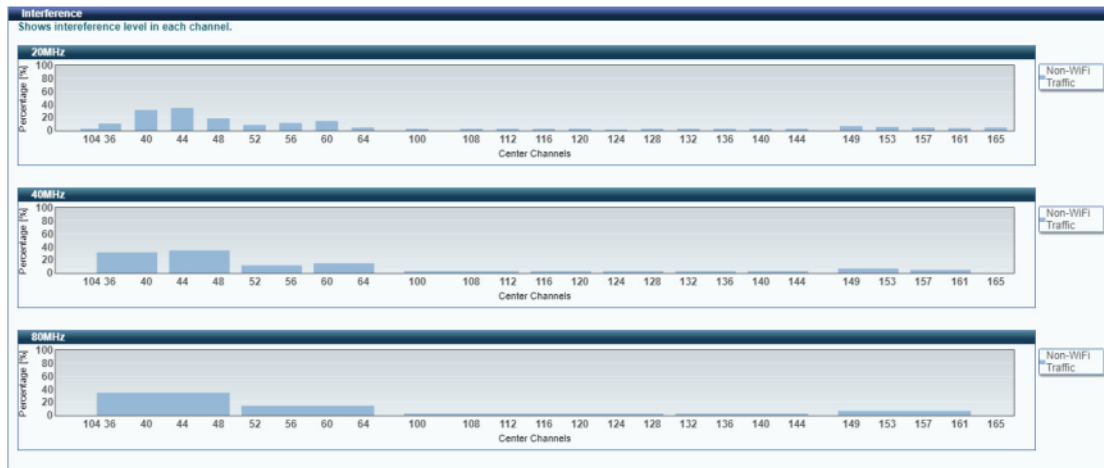 Interference
Shows intereference level in each channel.
20MHz
Percentage [%]
100
80
60
40
20
0
104 36 40 44 48 52 56 60 64 100 108 112 116 120 124 128 132 136 140 144 149 153 157 161 165
Center Channels
Non-WiFi
Traffic
40MHz
Percentage [%]
100
80
60
40
20
0
104 36 40 44 48 52 56 60 64 100 108 112 116 120 124 128 132 136 140 144 149 153 157 161 165
Center Channels
Non-WiFi
Traffic
80MHz
Percentage [%]
100
80
60
40
20
0
104 36 40 44 48 52 56 60 64 100 108 112 116 120 124 128 132 136 140 144 149 153 157 161 165
Center Channels
Non-WiFi
Traffic